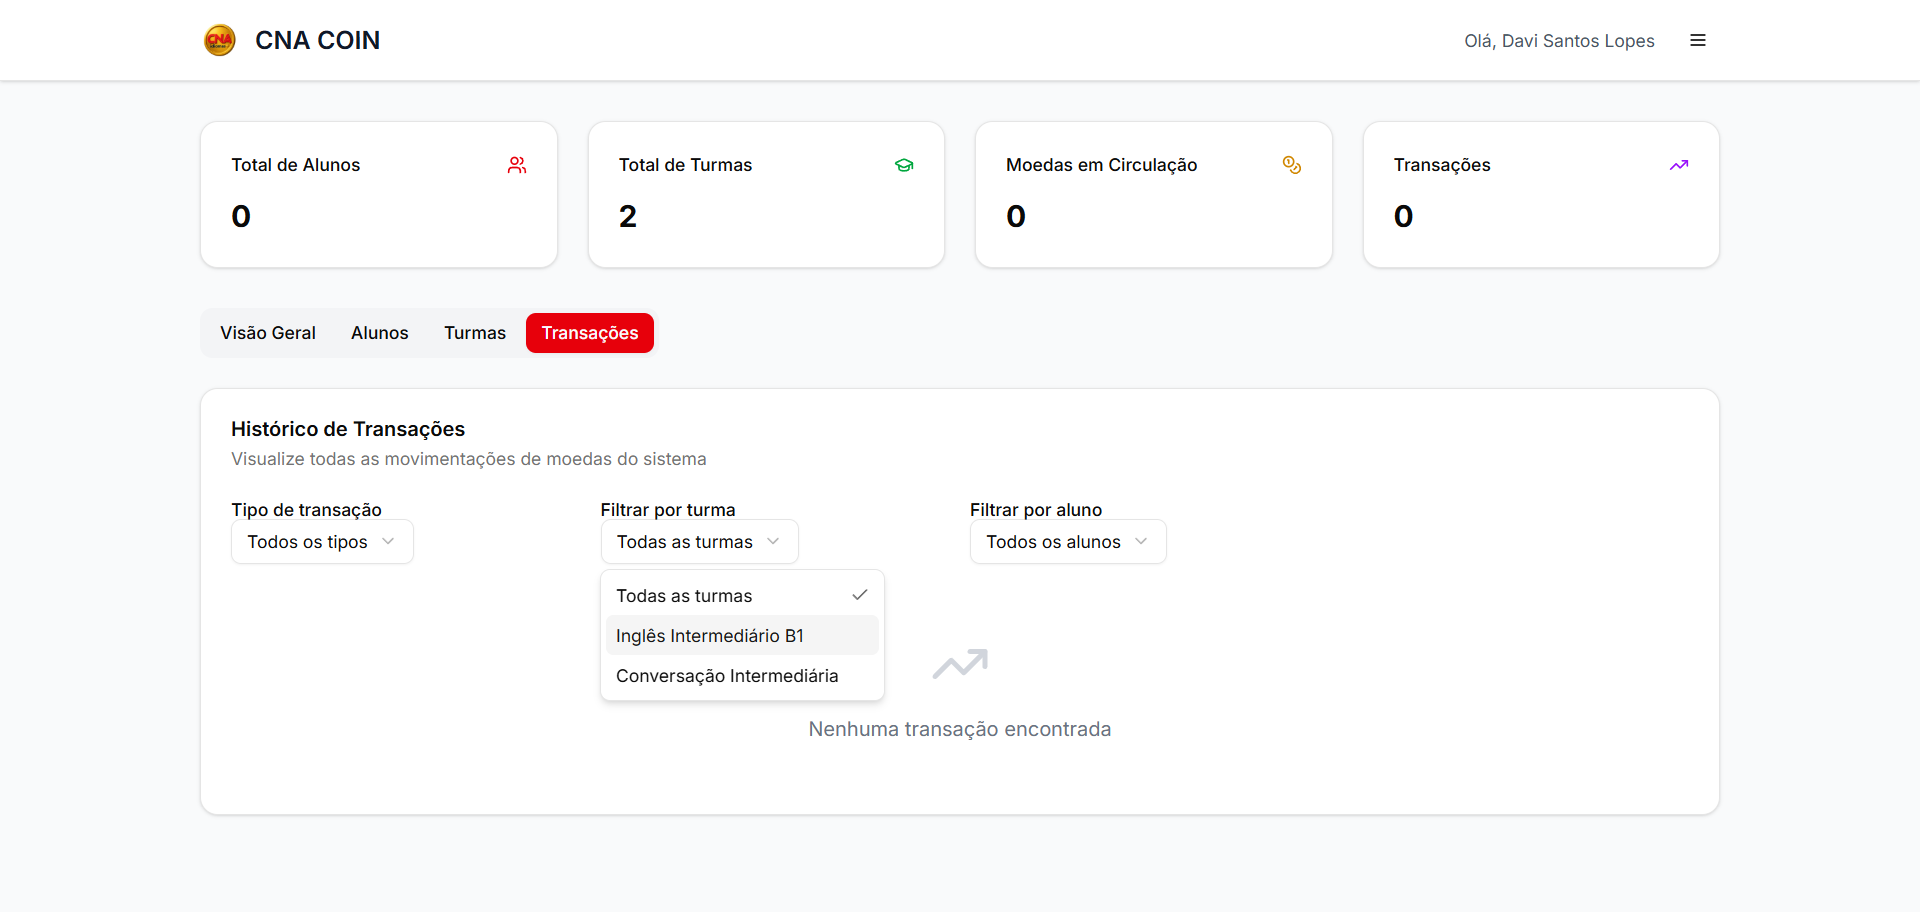 CNA
CNA COIN
Olá, Davi Santos Lopes
Total de Alunos
0
Total de Turmas
2
Moedas em Circulação
0
Transações
0
Visão Geral
Alunos
Turmas
Transações
Histórico de Transações
Visualize todas as movimentações de moedas do sistema
Tipo de transação
Todos os tipos
Filtrar por turma
Todas as turmas
Filtrar por aluno
Todos os alunos
Todas as turmas
Inglês Intermediário B1
Conversação Intermediária
Nenhuma transação encontrada